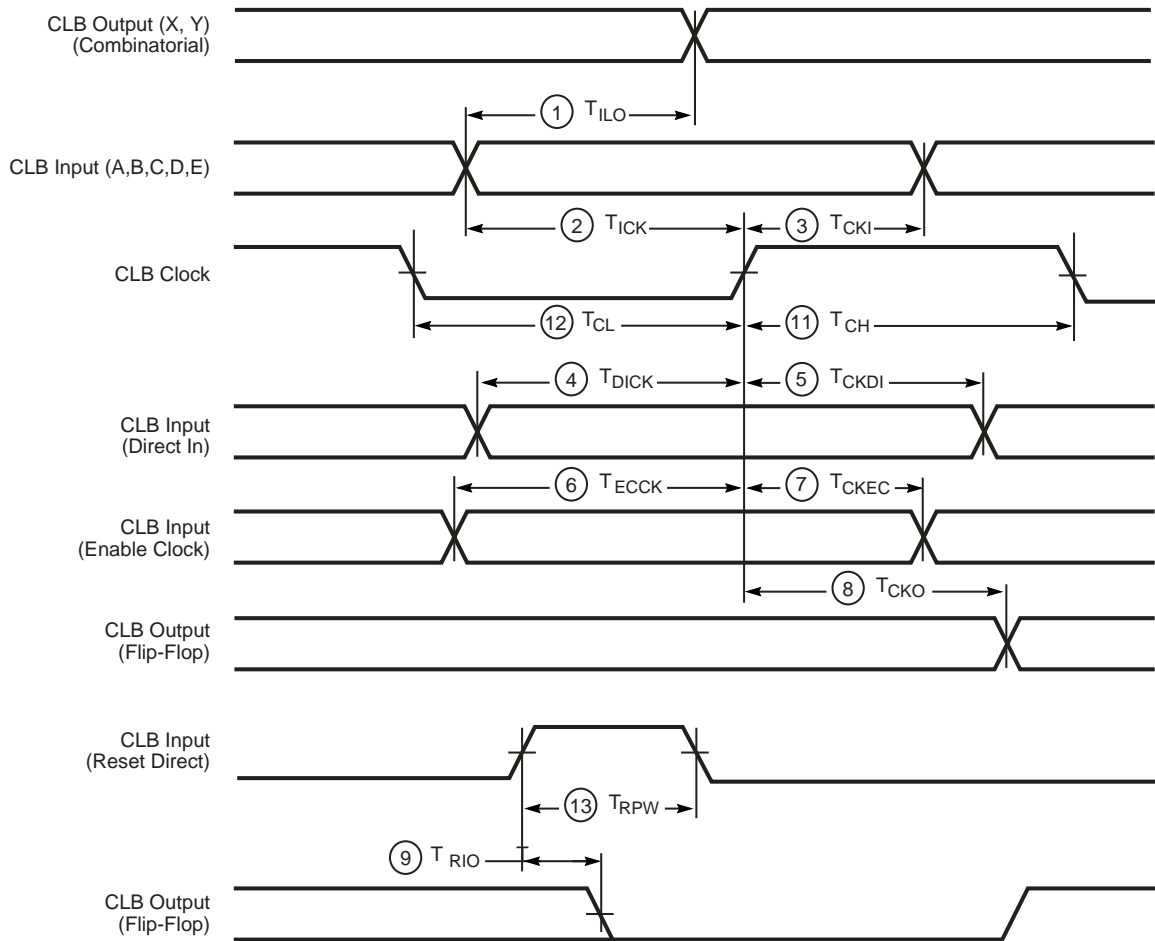 CLB Output (X, Y)
(Combinatorial)
1 TILO
CLB Input (A,B,C,D,E)
2 TICK
3 TCKI
CLB Clock
12 TCL
11 TCH
4 TDICK
5 TCKDI
CLB Input
(Direct In)
6 TECCK
7 TCKEC
CLB Input
(Enable Clock)
8 TCKO
CLB Output
(Flip-Flop)
CLB Input
(Reset Direct)
13 TRPW
9 T RIO
T
CLB Output
(Flip-Flop)